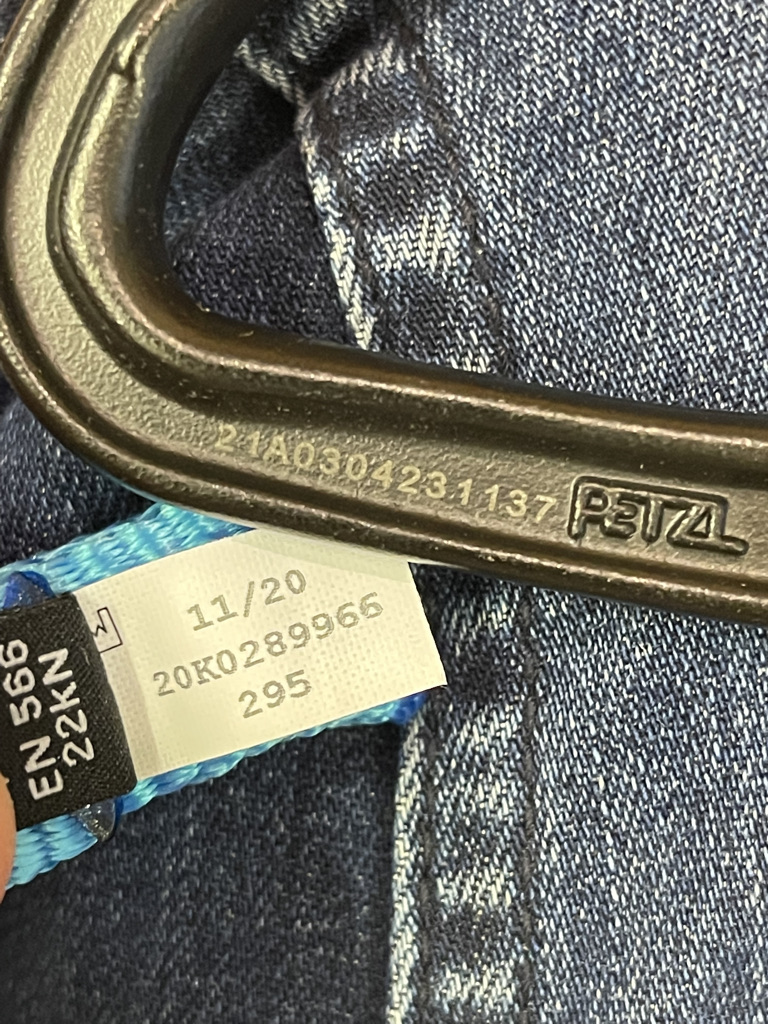 21A0304231137 PETZL
11/20
20K0289966
295
EN 566
22KN